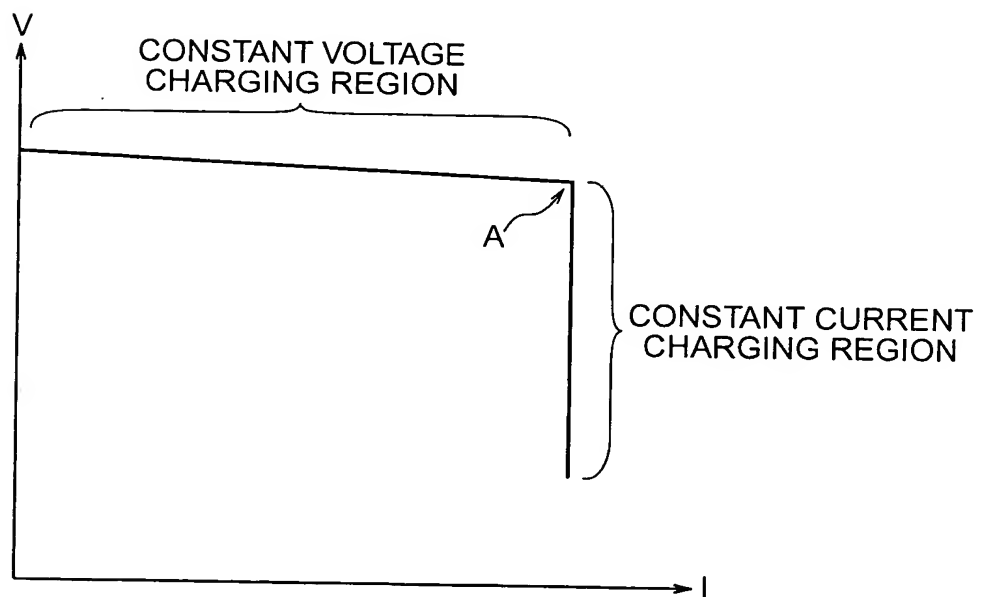 V
CONSTANT VOLTAGE
CHARGING REGION
A
CONSTANT CURRENT
CHARGING REGION
I